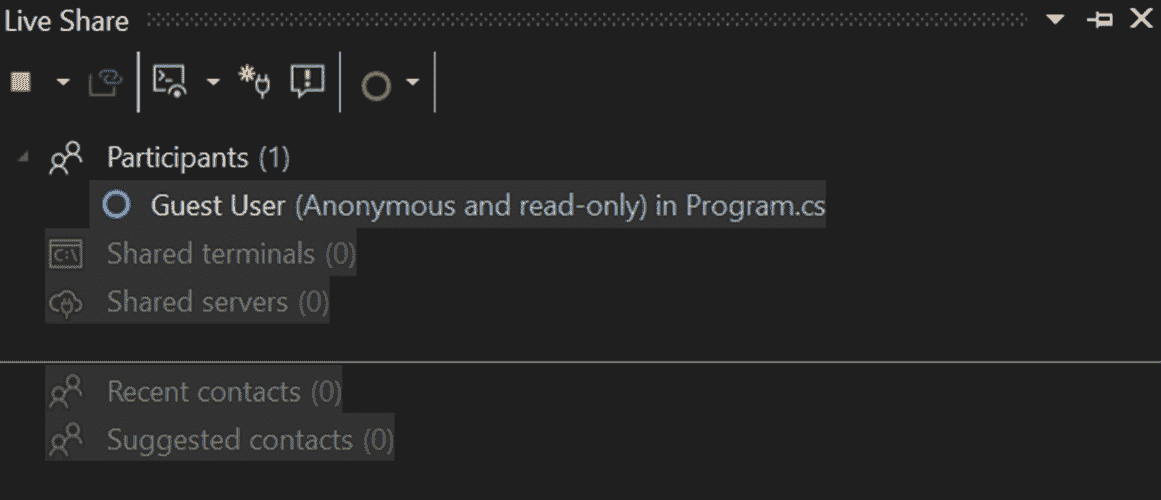 Live Share
Participants (1)
Guest User (Anonymous and read-only) in Program.cs
Shared terminals (0)
Shared servers (0)
Recent contacts (0)
Suggested contacts (0)